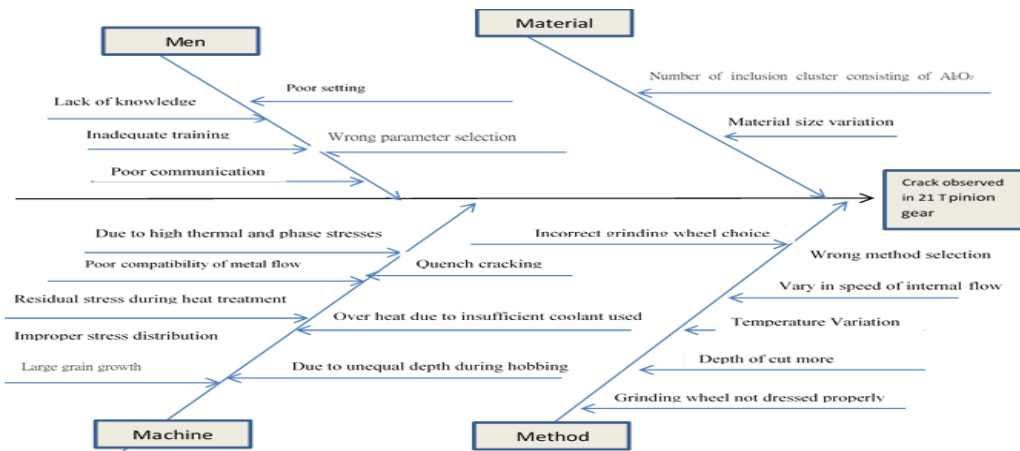 Men
Material
Poor setting
Lack of knowledge
Inadequate training
Wrong parameter selection
Poor communication
Number of inclusion cluster consisting of Al₂O₃
Material size variation
Crack observed
in 21 T pinion
gear
Due to high thermal and phase stresses
Poor compatibility of metal flow
Quench cracking
Residual stress during heat treatment
Over heat due to insufficient coolant used
Improper stress distribution
Large grain growth
Due to unequal depth during hobbing
Incorrect grinding wheel choice
Wrong method selection
Vary in speed of internal flow
Temperature Variation
Depth of cut more
Grinding wheel not dressed properly
Machine
Method